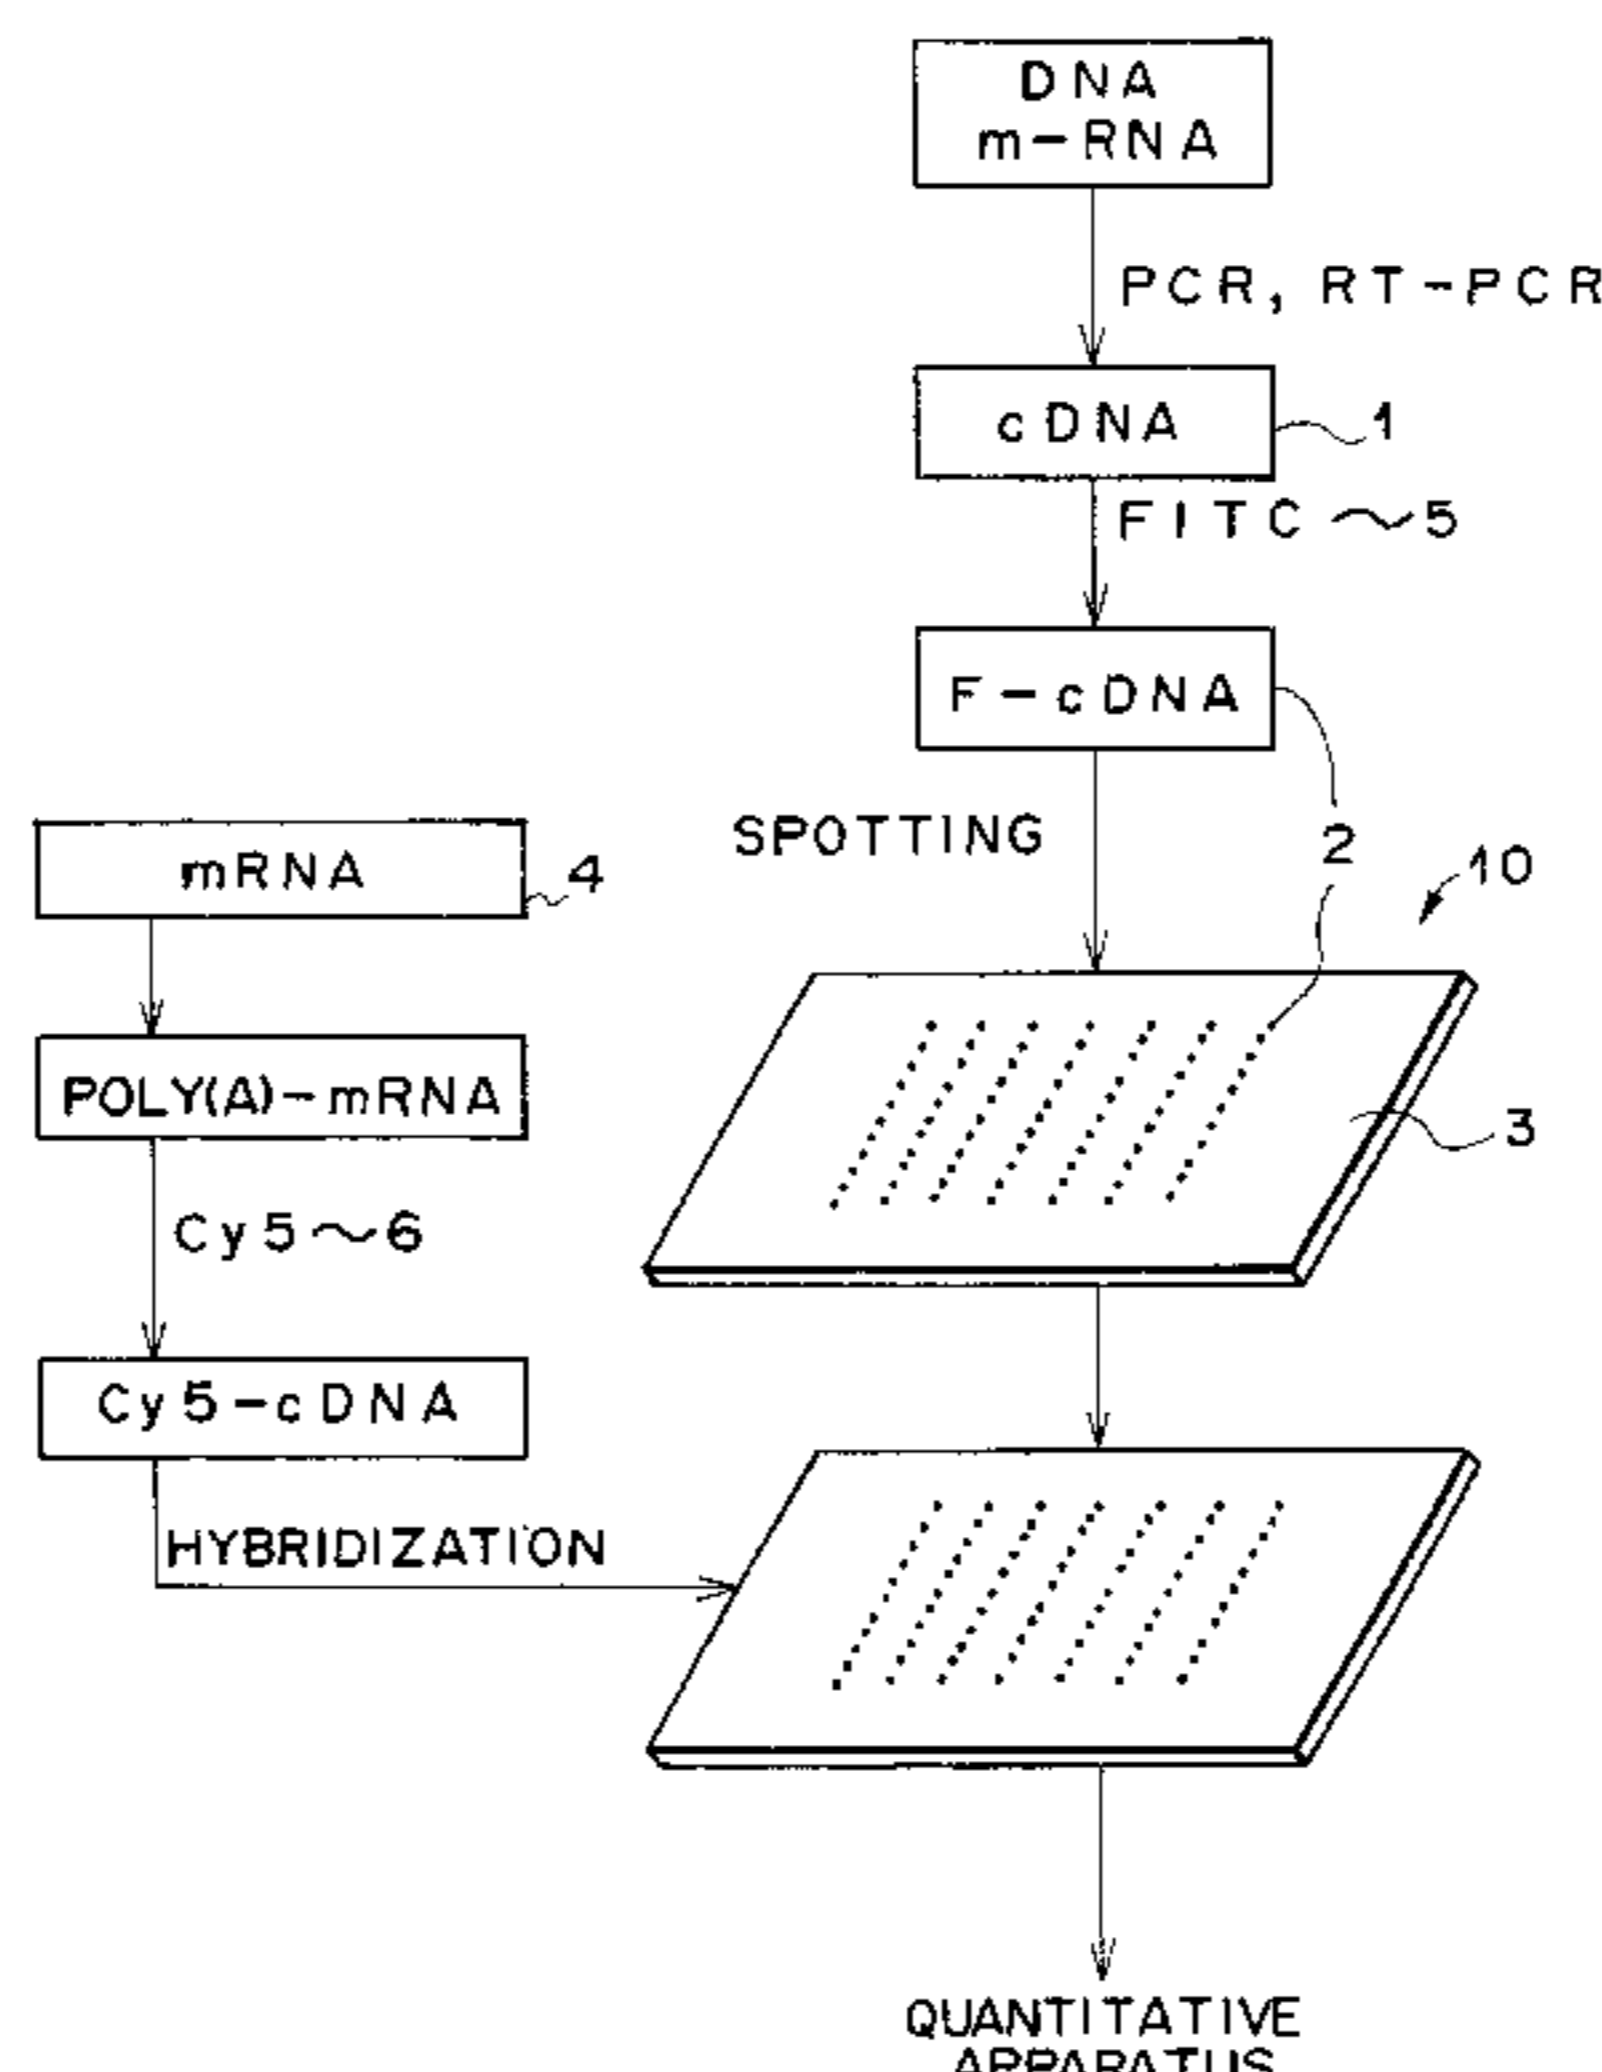 DNA
m-RNA
PCR, RT-PCR
cDNA
1
FITC ~5
F-cDNA
SPOTTING
2
10
mRNA
4
POLY(A)-mRNA
3
Cy5~6
Cy5-cDNA
HYBRIDIZATION
QUANTITATIVE
APPARATUS